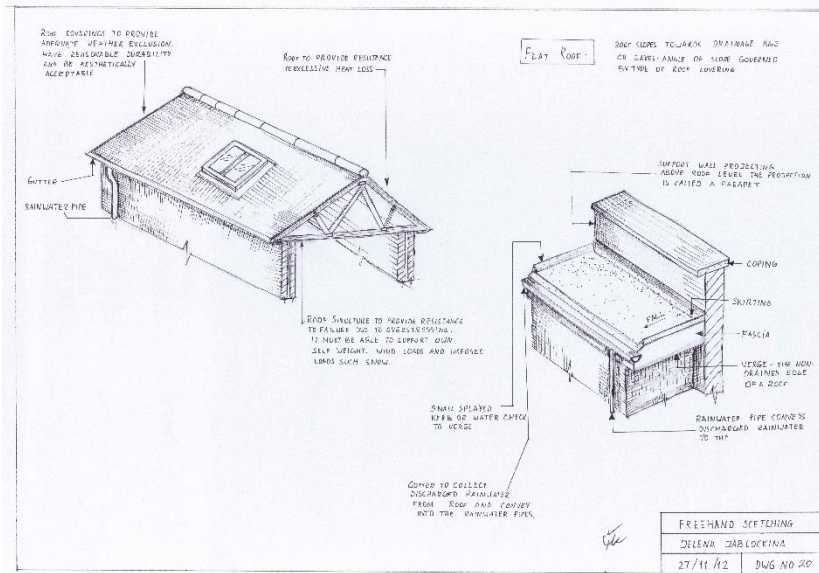 ROOF COVERINGS TO PROVIDE
ADEQUATE WEATHER EXCLUSION,
HAVE REASONABLE DURABILITY
AND BE AESTHETICALLY
ACCEPTABLE
ROOF TO PROVIDE RESISTANCE
TO EXCESSIVE HEAT LOSS
GUTTER
RAINWATER PIPE
ROOF STRUCTURE TO PROVIDE RESISTANCE
TO FAILURE DUE TO OVERSTRESSING.
IT MUST BE ABLE TO SUPPORT OWN
SELF WEIGHT, WIND LOADS AND IMPOSED
LOADS SUCH SNOW.
FLAT ROOF:
ROOF SLOPES TOWARDS DRAINAGE
OR EAVES-ANGLE OF SLOPE GOVERNED
BY TYPE OF ROOF COVERING
SUPPORT WALL PROJECTING
ABOVE ROOF LEVEL THE PROJECTION
IS CALLED A PARAPET
COPING
SKIRTING
FALL
FASCIA
VERGE - THE NON-
DRAINED EDGE
OF A ROOF
SMALL SPLAYED
KERB OR WATER CHECK
TO VERGE
RAINWATER PIPE CONVEYS
DISCHARGED RAINWATER
TO THE
GUTTER TO COLLECT
DISCHARGED RAINWATER
FROM ROOF AND CONVEY
INTO THE RAINWATER PIPES.
FREEHAND SCETCHING
JELENA JABLOCKINA
27/11/12 DWG NO 20